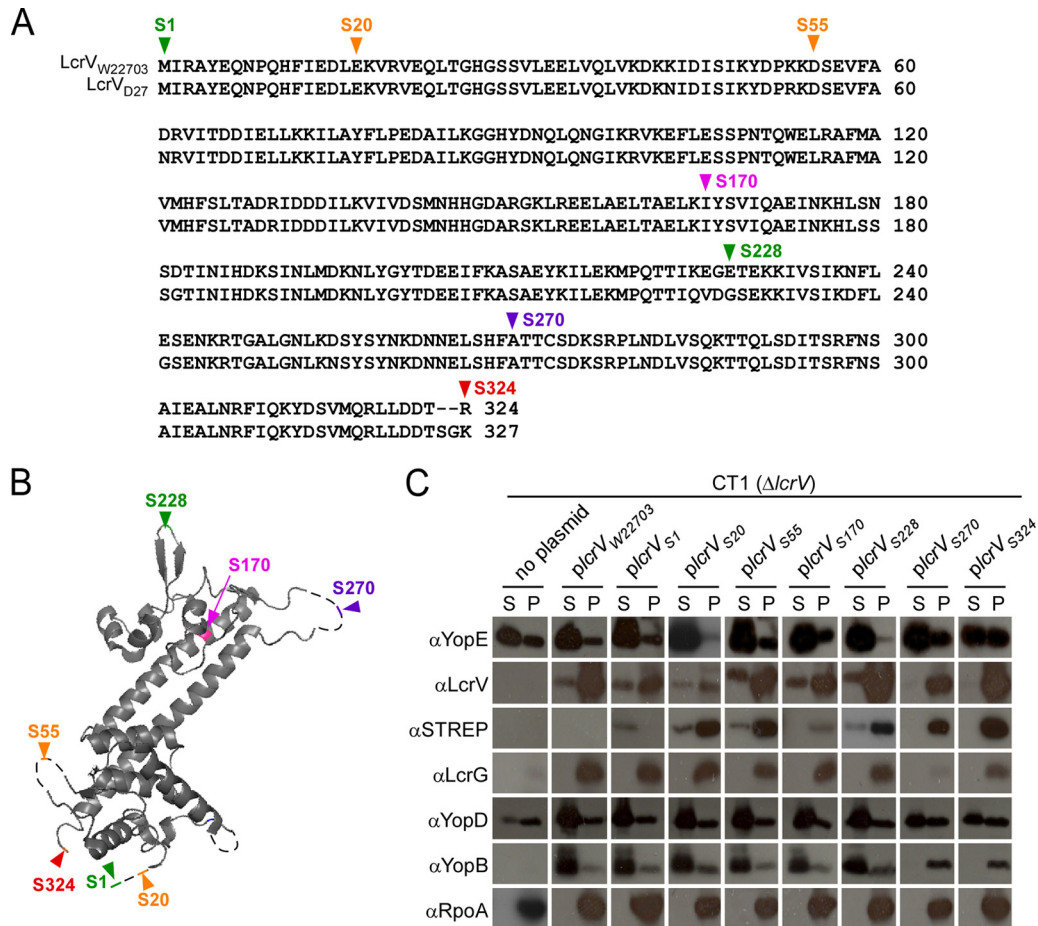 A
S1 S20 S55
LcrVW22703 MIRAYEQNPQHFIEDLEKVRVEQLTGHGSSVLEELVQLVKDKKIDISIKYDPKKDSEVFA 60
LcrVD27 MIRAYEQNPQHFIEDLEKVRVEQLTGHGSSVLEELVQLVKDKNIDISIKYDPRKDSEVFA 60
DRVITDDIELLKKILAYFLPEDAILKGGHYDNQLQNGIKRVKEFLESSPNTQWELRAFMA 120
NRVITDDIELLKKILAYFLPEDAILKGGHYDNQLQNGIKRVKEFLESSPNTQWELRAFMA 120
S170
VMHFSLTADRIDDDILKVIVDSMNHHGDARGKLREELAELTAELKIYSVIQAEINKHLSN 180
VMHFSLTADRIDDDILKVIVDSMNHHGDARSKLREELAELTAELKIYSVIQAEINKHLSS 180
S228
SDTINIHDKSINLMDKNLYGYTDEEIFKASAEYKILEKMPQTTIKEGETEKKIVSIKNFL 240
SGTINIHDKSINLMDKNLYGYTDEEIFKASAEYKILEKMPQTTIQVDGSEKKIVSIKDFL 240
S270
ESENKRTGALGNLKDSYSYNKDNNELSHFATTCSDKSRPLNDLVSQKTTQLSDITSRFNS 300
GSENKRTGALGNLKNSYSYNKDNNELSHFATTCSDKSRPLNDLVSQKTTQLSDITSRFNS 300
S324
AIEALNRFIQKYDSVMQRLLDDT--R 324
AIEALNRFIQKYDSVMQRLLDDTSGK 327
B
S228
S170
S270
S55
S324
S1
S20
C
CT1 (ΔlcrV)
no plasmid plcrVW22703 plcrVS1 plcrVS20 plcrVS55 plcrVS170 plcrVS228 plcrVS270 plcrVS324
S P S P S P S P S P S P S P S P S P
αYopE
αLcrV
αSTREP
αLcrG
αYopD
αYopB
αRpoA